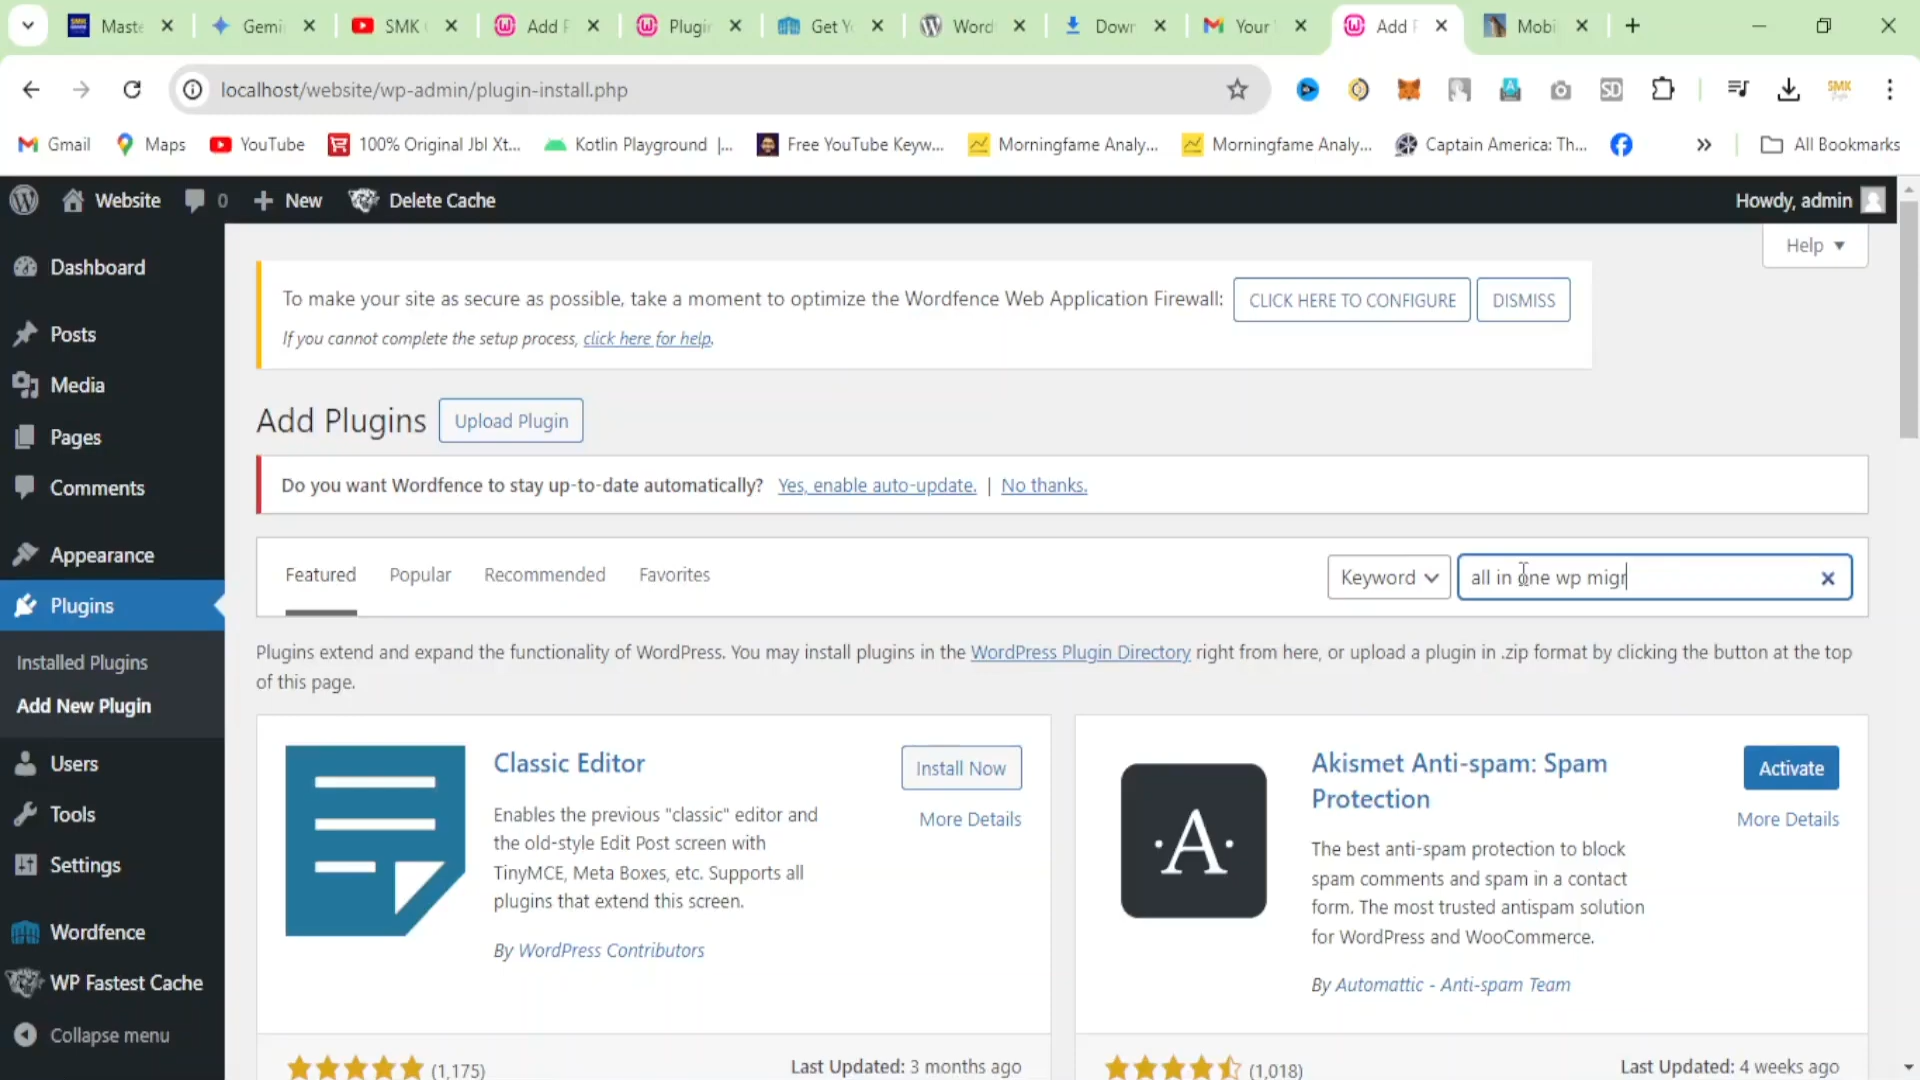 Maste
Gemi
SMK
Add P
Plugin
Get Yo
Word
Down
Your
Add P
Mobi
localhost/website/wp-admin/plugin-install.php
SD
SMK
Gmail
Maps
YouTube
100% Original Jbl Xt...
Kotlin Playground |...
Free YouTube Keyw...
Morningfame Analy...
Morningfame Analy...
Captain America: Th...
All Bookmarks
Website
0
New
Delete Cache
Howdy, admin
Help
Dashboard
Posts
Media
Pages
Comments
Appearance
Plugins
Installed Plugins
Add New Plugin
Users
Tools
Settings
Wordfence
WP Fastest Cache
Collapse menu
To make your site as secure as possible, take a moment to optimize the Wordfence Web Application Firewall: CLICK HERE TO CONFIGURE DISMISS
If you cannot complete the setup process, click here for help.
Add Plugins Upload Plugin
Do you want Wordfence to stay up-to-date automatically? Yes, enable auto-update. | No thanks.
Featured Popular Recommended Favorites Keyword all in one wp migr
Plugins extend and expand the functionality of WordPress. You may install plugins in the WordPress Plugin Directory right from here, or upload a plugin in .zip format by clicking the button at the top
of this page.
Classic Editor
Install Now
More Details
Enables the previous "classic" editor and
the old-style Edit Post screen with
TinyMCE, Meta Boxes, etc. Supports all
plugins that extend this screen.
By WordPress Contributors
(1,175)
Last Updated: 3 months ago
A
Akismet Anti-spam: Spam
Protection
Activate
More Details
The best anti-spam protection to block
spam comments and spam in a contact
form. The most trusted antispam solution
for WordPress and WooCommerce.
By Automattic - Anti-spam Team
(1,018)
Last Updated: 4 weeks ago